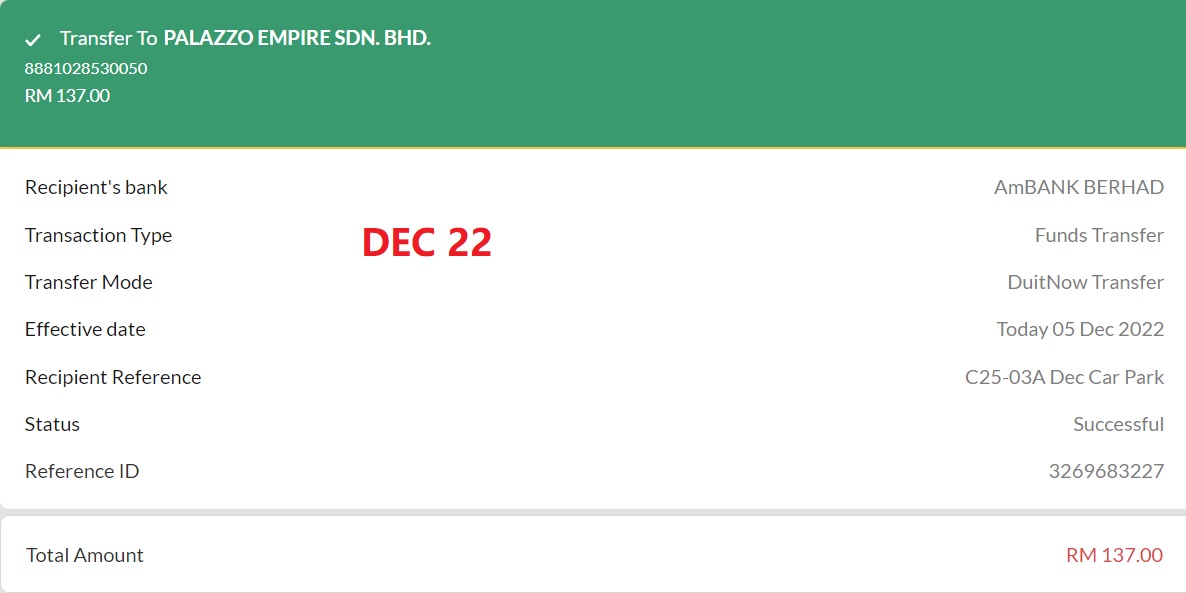 Transfer To PALAZZO EMPIRE SDN. BHD.
8881028530050
RM 137.00
Recipient's bank AmBANK BERHAD
Transaction Type Funds Transfer
DEC 22
Transfer Mode DuitNow Transfer
Effective date Today 05 Dec 2022
Recipient Reference C25-03A Dec Car Park
Status Successful
Reference ID 3269683227
Total Amount RM 137.00